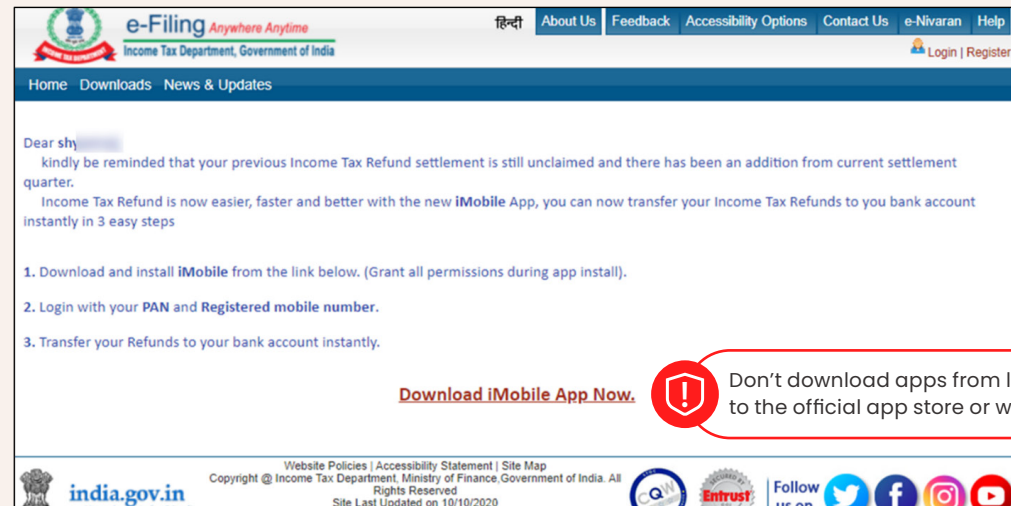 e-Filing Anywhere Anytime
Income Tax Department, Government of India
हिन्दी About Us Feedback Accessibility Options Contact Us e-Nivaran Help
Login | Register
Home Downloads News & Updates
Dear shy
kindly be reminded that your previous Income Tax Refund settlement is still unclaimed and there has been an addition from current settlement
quarter.
Income Tax Refund is now easier, faster and better with the new iMobile App, you can now transfer your Income Tax Refunds to you bank account
instantly in 3 easy steps
1. Download and install iMobile from the link below. (Grant all permissions during app install).
2. Login with your PAN and Registered mobile number.
3. Transfer your Refunds to your bank account instantly.
Download iMobile App Now.
Don't download apps from
to the official app store or
Website Policies | Accessibility Statement | Site Map
Copyright @ Income Tax Department, Ministry of Finance,Government of India. All
Rights Reserved
Site Last Updated on 10/10/2020
india.gov.in
CQW
Entrust
Follow
us on